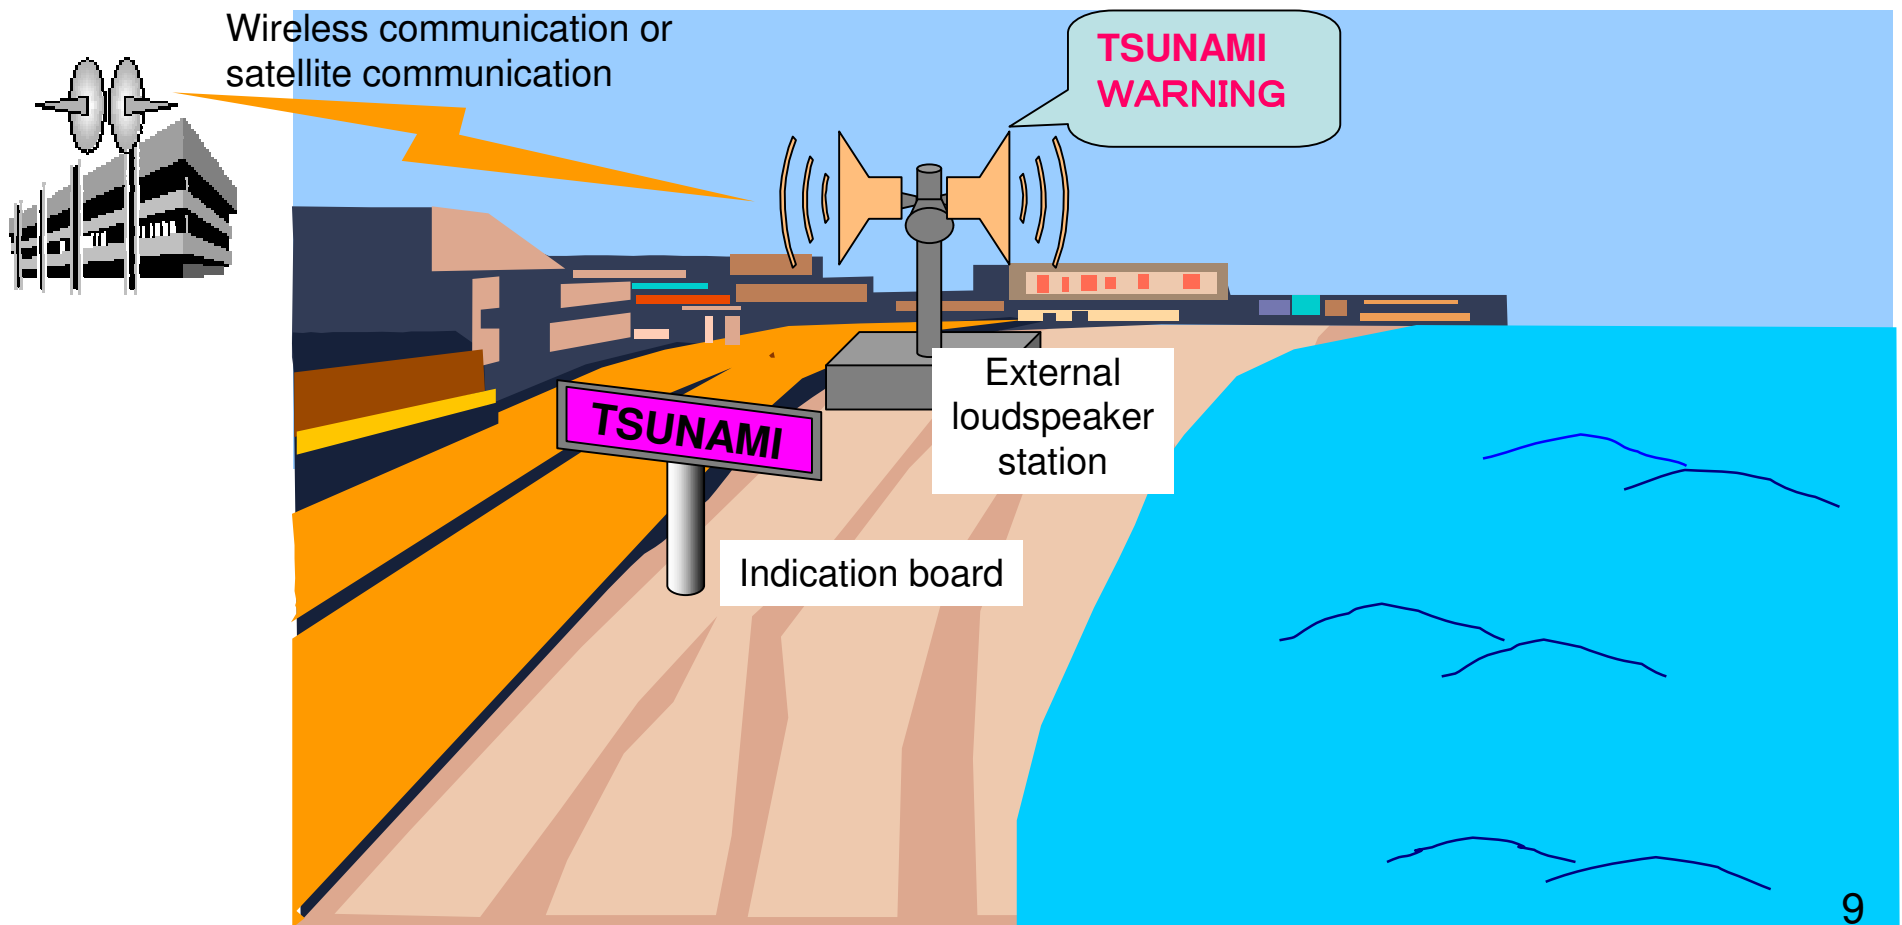 Wireless communication or
satellite communication
TSUNAMI
WARNING
External
loudspeaker
station
TSUNAMI
Indication board
9